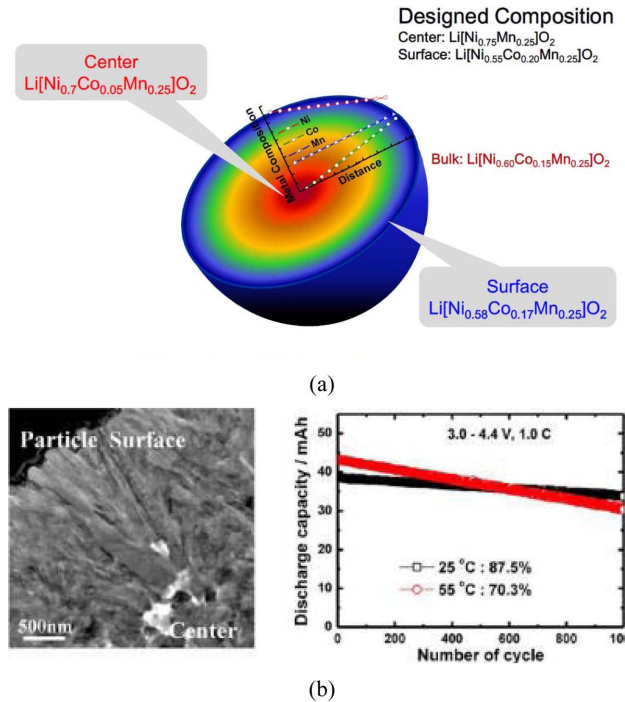 Designed Composition
Center: Li[Ni0.75Mn0.25]O2
Surface: Li[Ni0.55Co0.20Mn0.25]O2
Center
Li[Ni0.7Co0.05Mn0.25]O2
Ni
Co
Mn
Metal Composition
Distance
Bulk: Li[Ni0.60Co0.15Mn0.25]O2
Surface
Li[Ni0.58Co0.17Mn0.25]O2
(a)
Particle Surface
Center
500nm
3.0 - 4.4 V, 1.0 C
Discharge capacity / mAh
50
40
30
20
10
0
25 °C : 87.5%
55 °C : 70.3%
0 200 400 600 800 100
Number of cycle
(b)